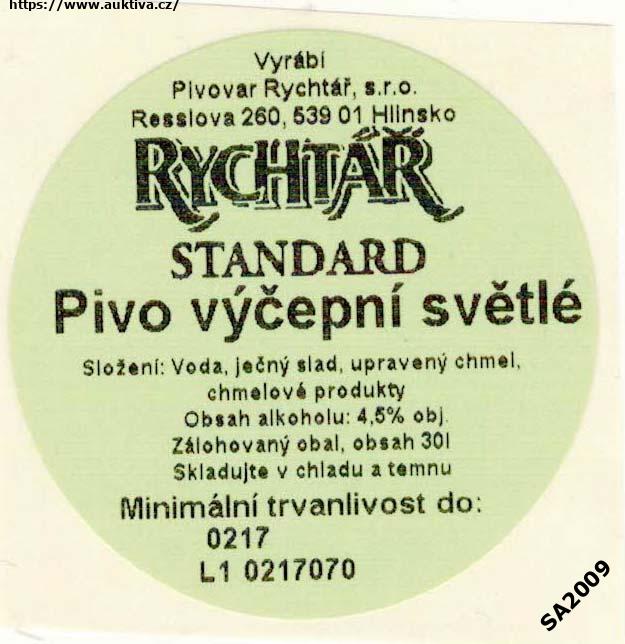 https://www.auktiva.cz/
Vyrábí
Pivovar Rychtář, s.r.o.
Resslova 260, 539 01 Hlinsko
RYCHTÁŘ
STANDARD
Pivo výčepní světlé
Složení: Voda, ječný slad, upravený chmel,
chmelové produkty
Obsah alkoholu: 4,5% obj.
Zálohovaný obal, obsah 30l
Skladujte v chladu a temnu
Minimální trvanlivost do:
0217
L1 0217070
SA2009